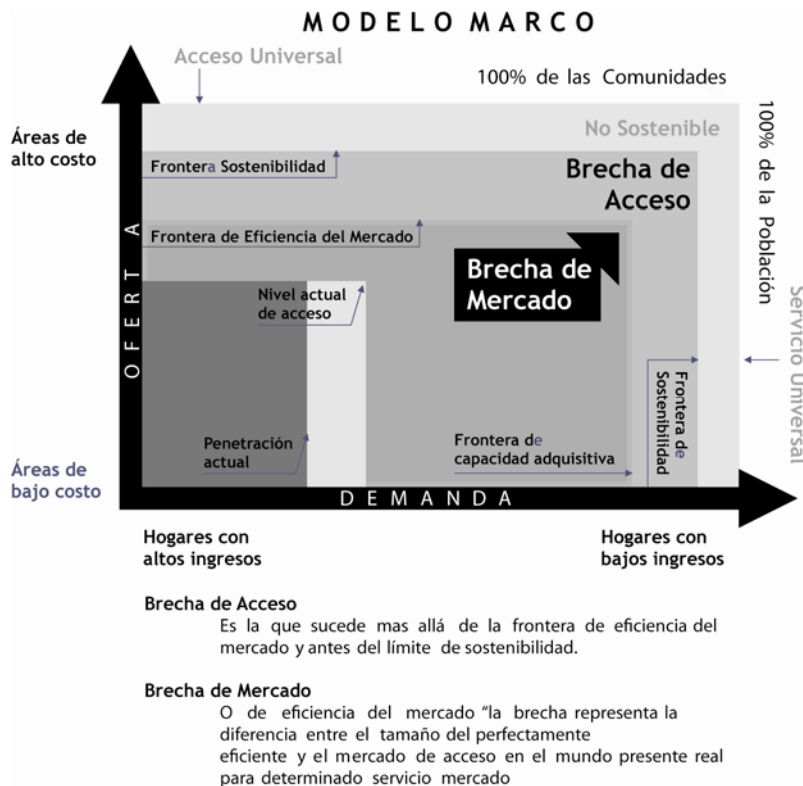 MODELO MARCO
Acceso Universal
100% de las Comunidades
No Sostenible
100% de la Población
Áreas de
alto costo
Frontera Sostenibilidad
Brecha de
Acceso
Frontera de Eficiencia del Mercado
Brecha de
Mercado
Nivel actual
de acceso
OFERTA
Servicio Universal
Frontera de
Sostenibilidad
Penetración
actual
Frontera de
capacidad adquisitiva
Áreas de
bajo costo
DEMANDA
Hogares con
altos ingresos
Hogares con
bajos ingresos
Brecha de Acceso
Es la que sucede mas allá de la frontera de eficiencia del
mercado y antes del límite de sostenibilidad.
Brecha de Mercado
O de eficiencia del mercado “la brecha representa la
diferencia entre el tamaño del perfectamente
eficiente y el mercado de acceso en el mundo presente real
para determinado servicio mercado